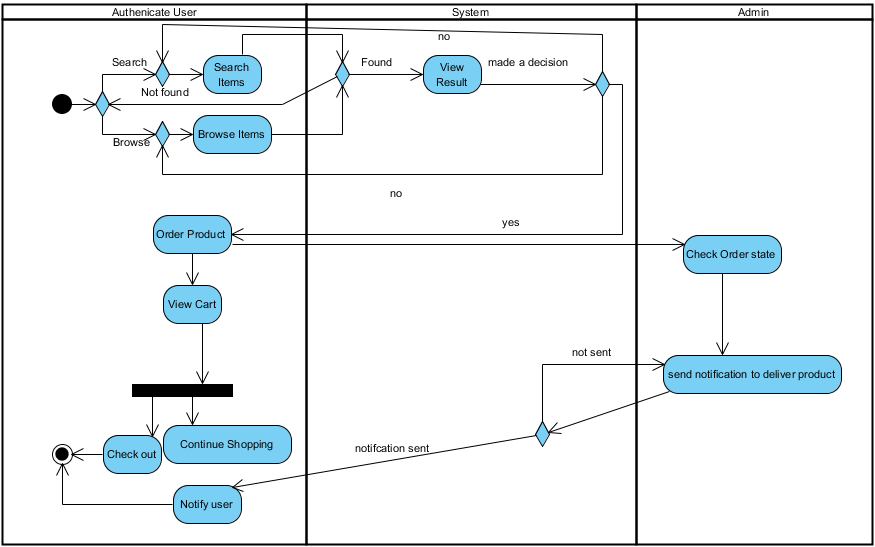 Authenicate User
System
Admin
no
Search
Search
Items
Found
View
Result
made a decision
Not found
Browse
Browse Items
no
yes
Order Product
Check Order state
View Cart
not sent
send notification to deliver product
Check out
Continue Shopping
notifcation sent
Notify user